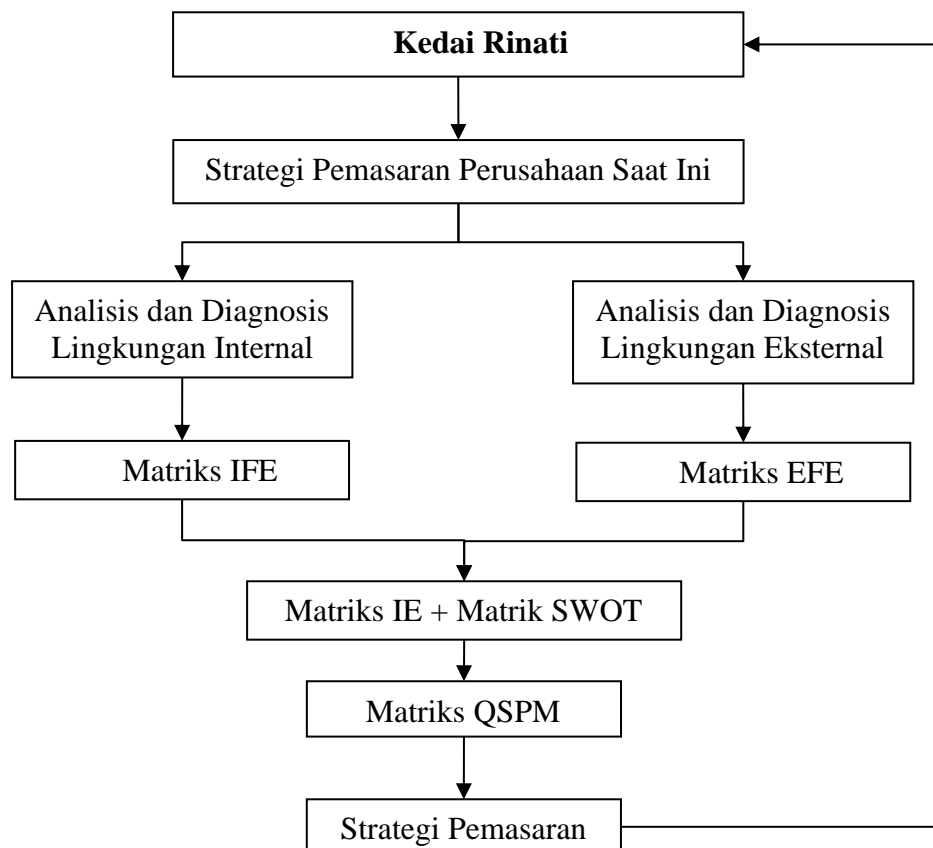 Kedai Rinati
Strategi Pemasaran Perusahaan Saat Ini
Analisis dan Diagnosis
Lingkungan Internal
Analisis dan Diagnosis
Lingkungan Eksternal
Matriks IFE
Matriks EFE
Matriks IE + Matrik SWOT
Matriks QSPM
Strategi Pemasaran